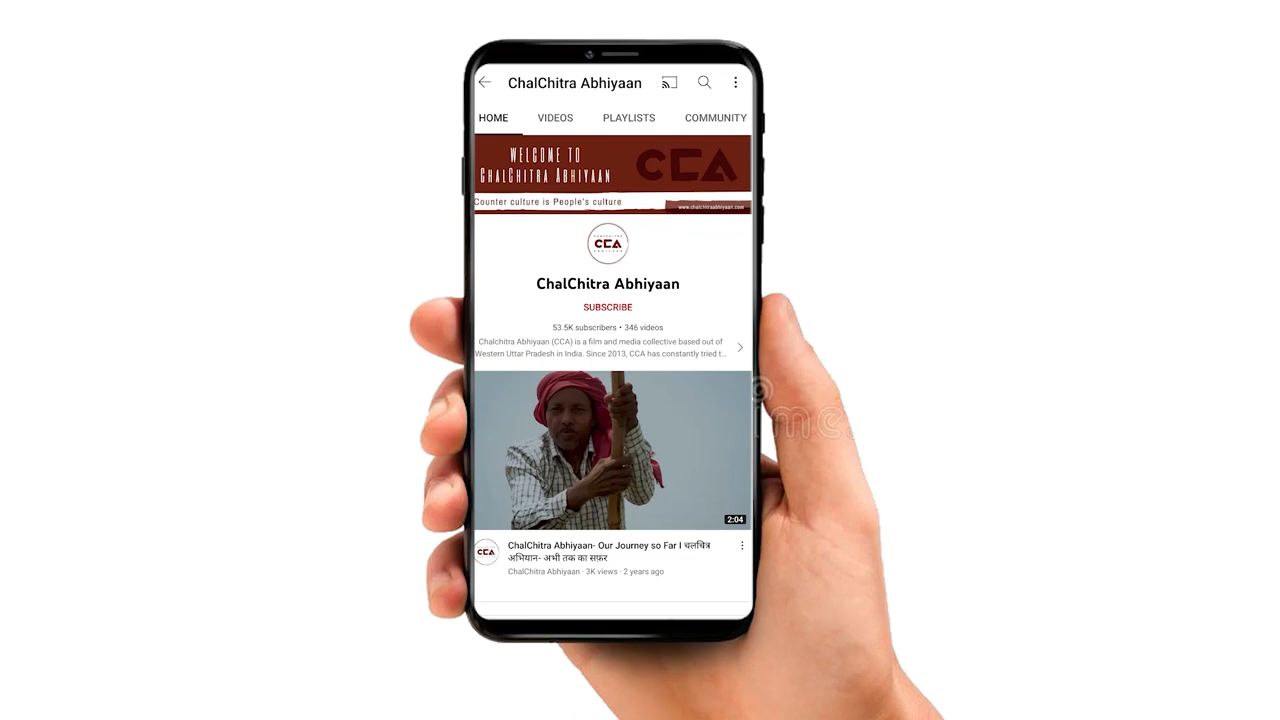 ChalChitra Abhiyaan
HOME VIDEOS PLAYLISTS COMMUNITY
WELCOME TO
CHALCHITRA ABHIYAAN
CCA
Counter culture is People's culture
www.chalchitraabhiyaan.com
CCA
ChalChitra Abhiyaan
SUBSCRIBE
53.5K subscribers • 346 videos
Chalchitra Abhiyaan (CCA) is a film and media collective based out of
Western Uttar Pradesh in India. Since 2013, CCA has constantly tried t...
2:04
CCA
ChalChitra Abhiyaan- Our Journey so Far I चलचित्र
अभियान- अभी तक का सफ़र
ChalChitra Abhiyaan · 3K views · 2 years ago